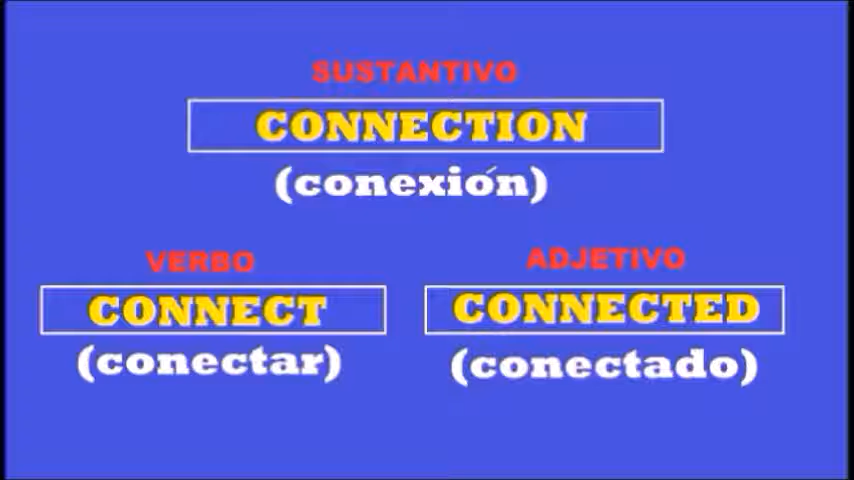 SUSTANTIVO
CONNECTION
(conexión)
VERBO
CONNECT
(conectar)
ADJETIVO
CONNECTED
(conectado)